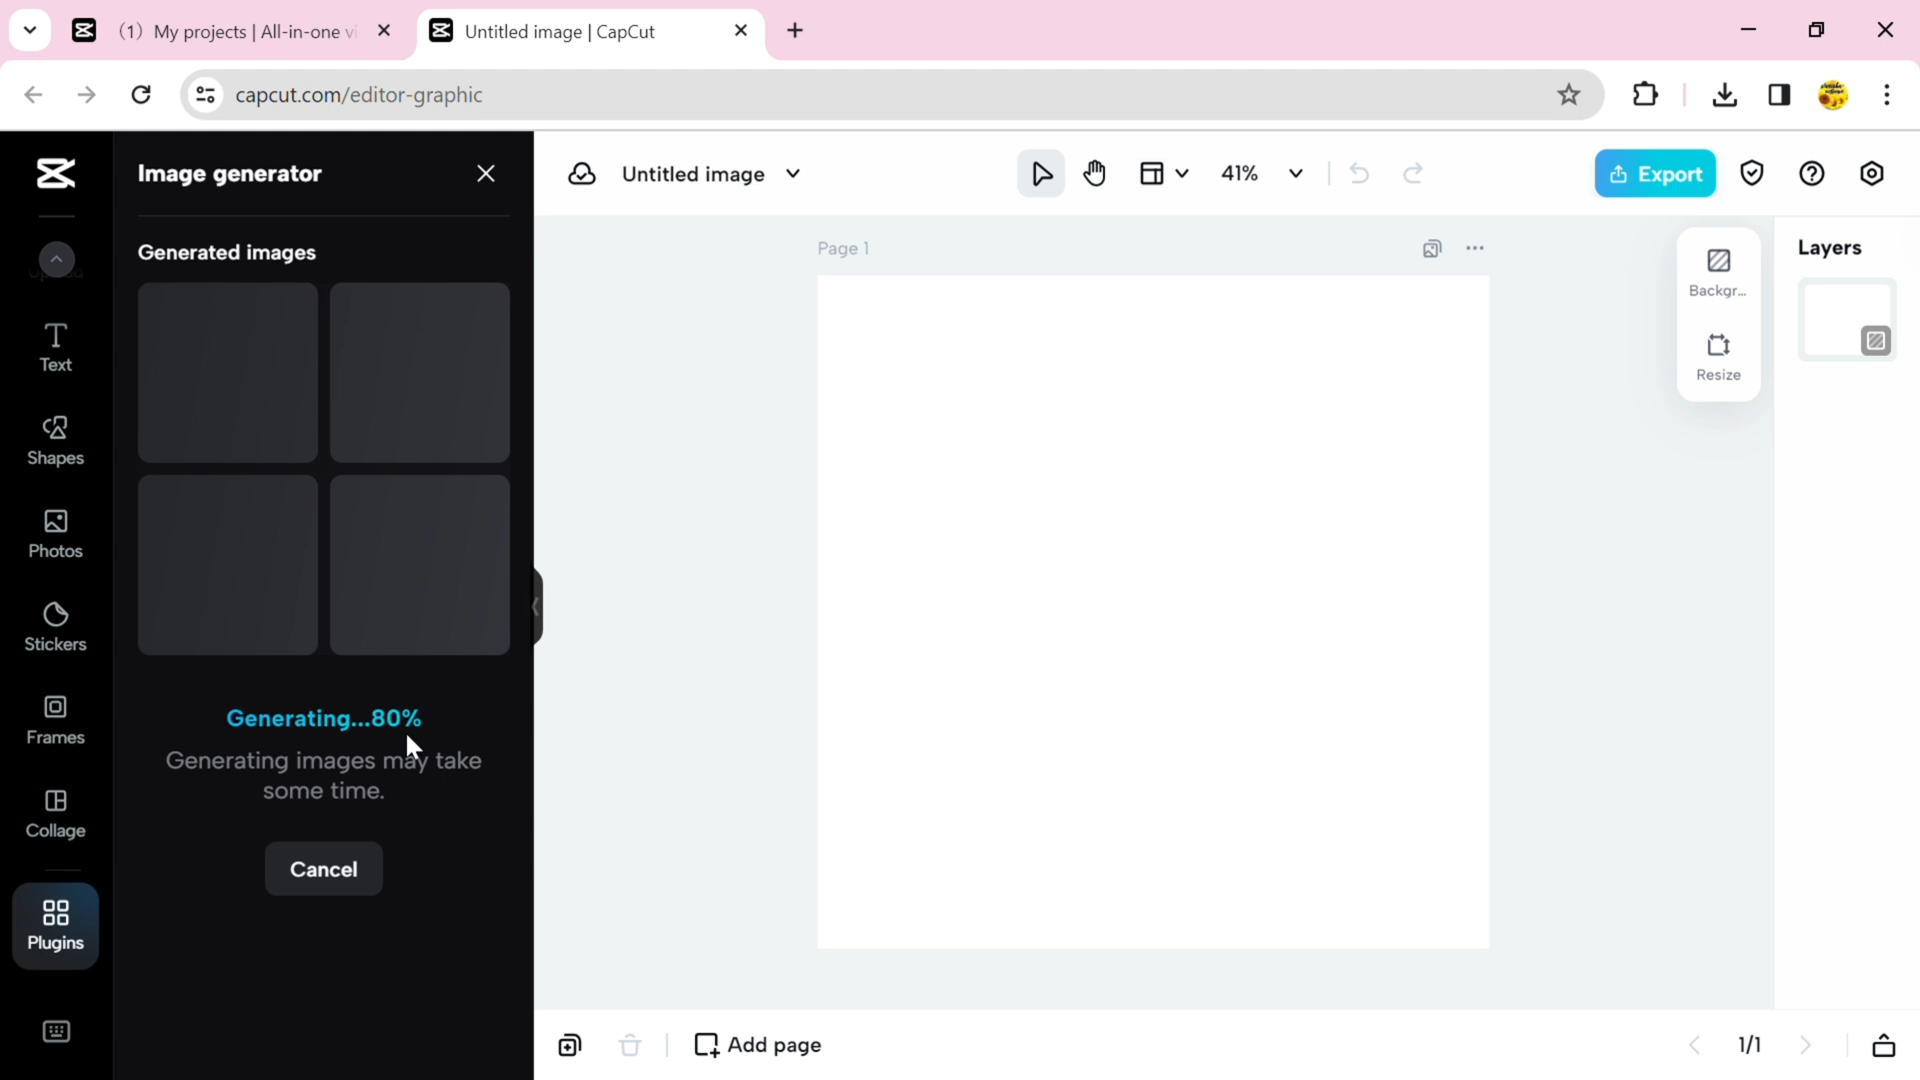 (1) My projects | All-in-one vi
Untitled image | CapCut
capcut.com/editor-graphic
Image generator
Untitled image
41%
Export
Generated images
Page 1
Layers
Backgr...
Resize
Text
Shapes
Photos
Stickers
Frames
Collage
Plugins
Generating...80%
Generating images may take
some time.
Cancel
Add page
1/1